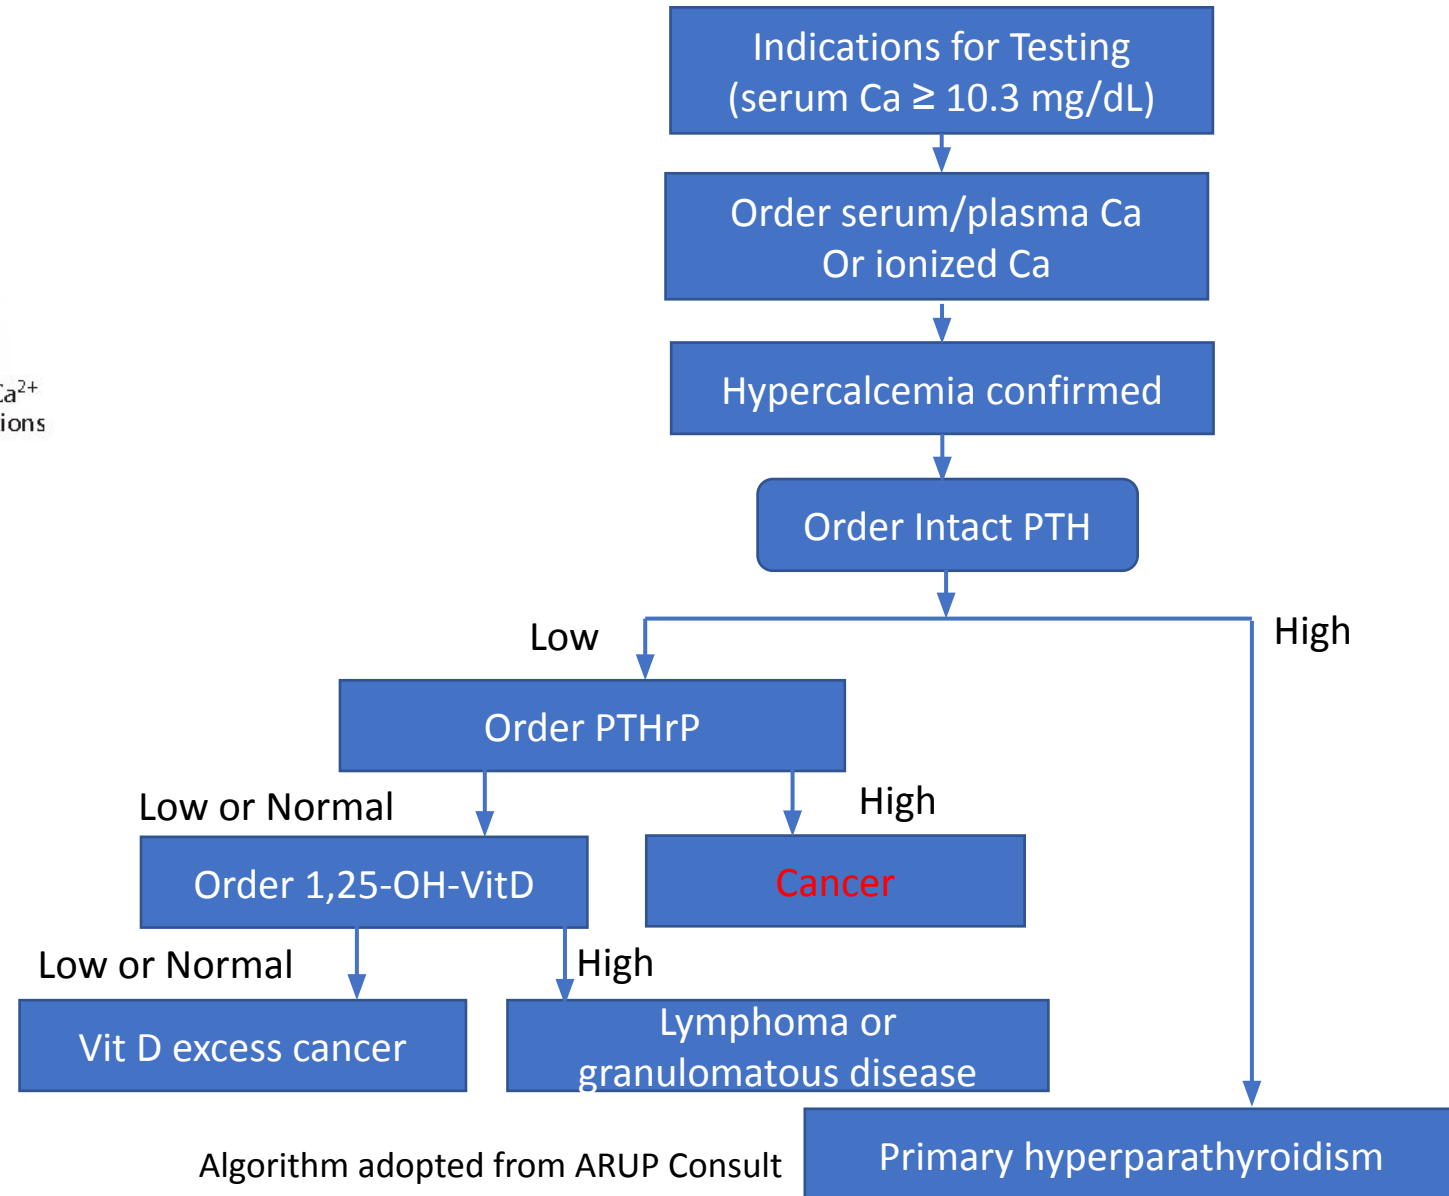 Indications for Testing
(serum Ca ≥ 10.3 mg/dL)
Order serum/plasma Ca
Or ionized Ca
Ca²⁺
Hypercalcemia confirmed
Order Intact PTH
Low
High
Order PTHrP
Low or Normal
High
Order 1,25-OH-VitD
Cancer
Low or Normal
High
Vit D excess cancer
Lymphoma or
granulomatous disease
Primary hyperparathyroidism
Algorithm adopted from ARUP Consult